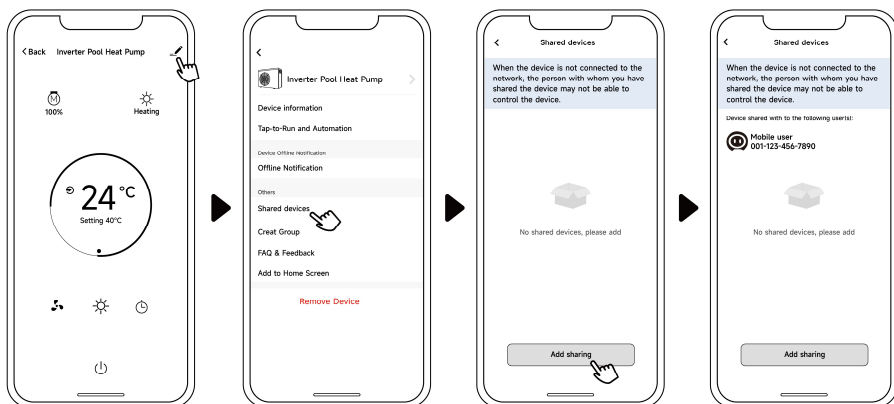 Back Inverter Pool Heat Pump
M
100%
Heating
24 °C
Setting 40°C
Inverter Pool Heat Pump
Device information
Tap-to-Run and Automation
Device Offline Notification
Offline Notification
Others
Shared devices
Creat Group
FAQ & Feedback
Add to Home Screen
Remove Device
Shared devices
When the device is not connected to the
network, the person with whom you have
shared the device may not be able to
control the device.
No shared devices, please add
Add sharing
Shared devices
When the device is not connected to the
network, the person with whom you have
shared the device may not be able to
control the device.
Device shared with to the following user(s):
Mobile user
001-123-456-7890
No shared devices, please add
Add sharing